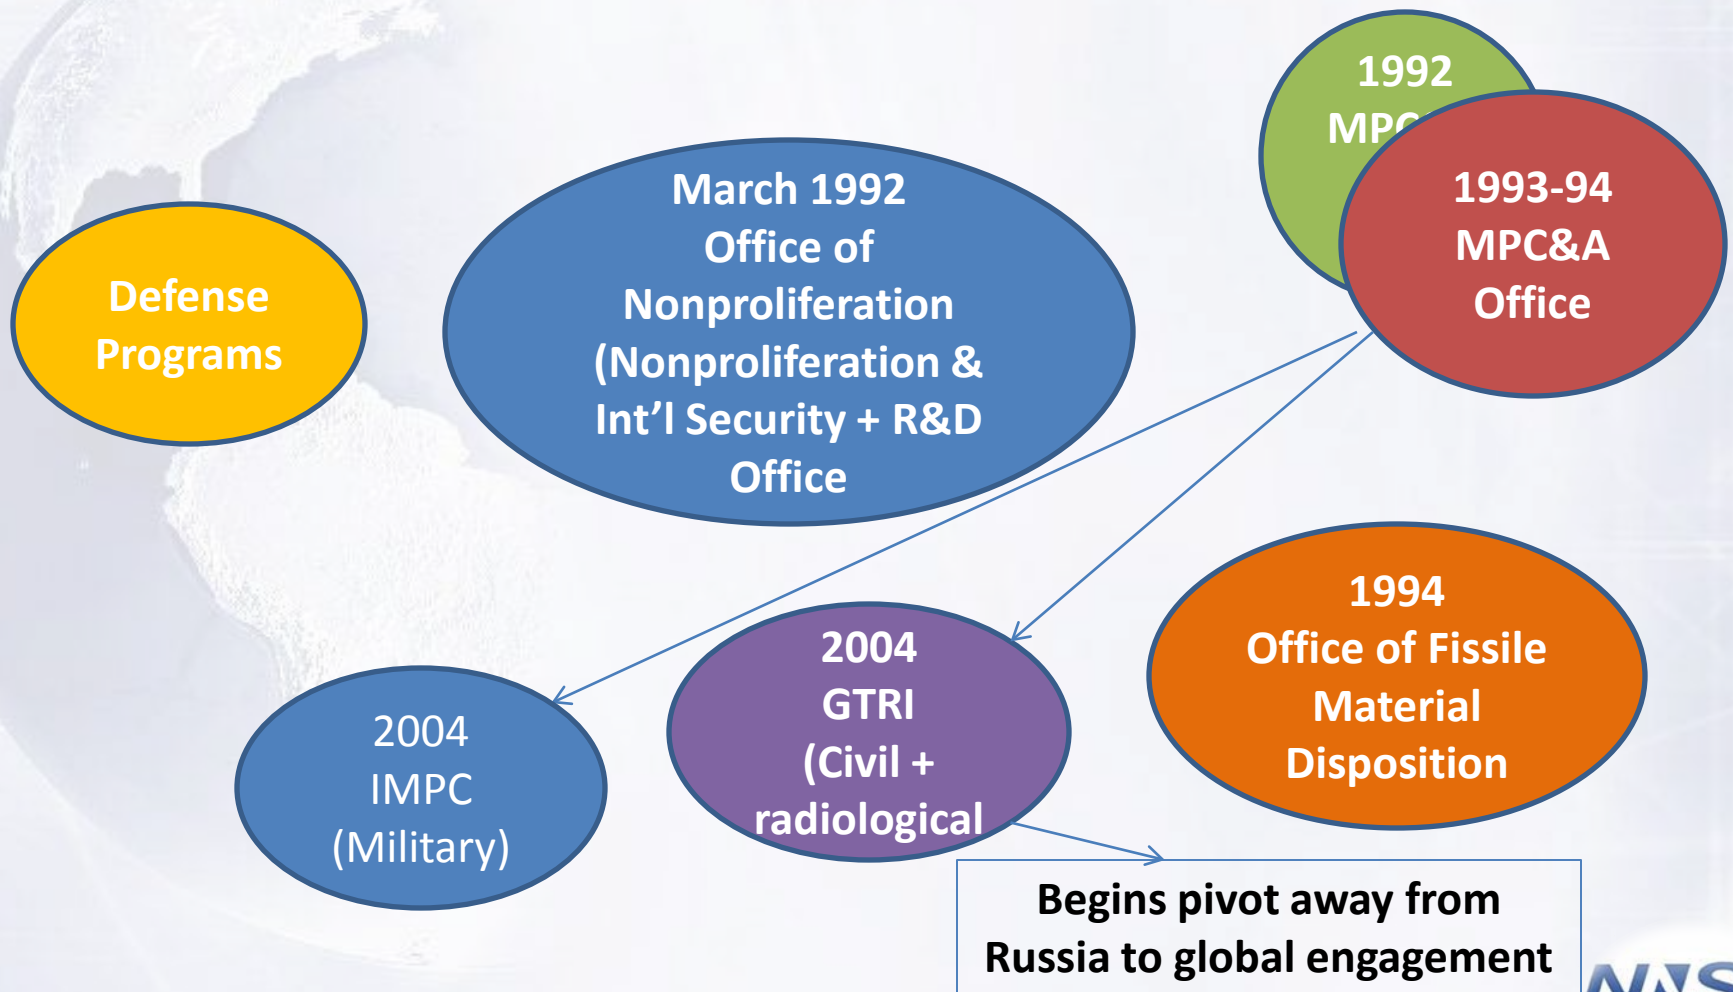 1992
1993-94
MPC&A
Office
March 1992
Office of
Nonproliferation
(Nonproliferation &
Int’l Security + R&D
Office
Defense
Programs
1994
Office of Fissile
Material
Disposition
2004
GTRI
(Civil +
radiological
2004
IMPC
(Military)
Begins pivot away from
Russia to global engagement